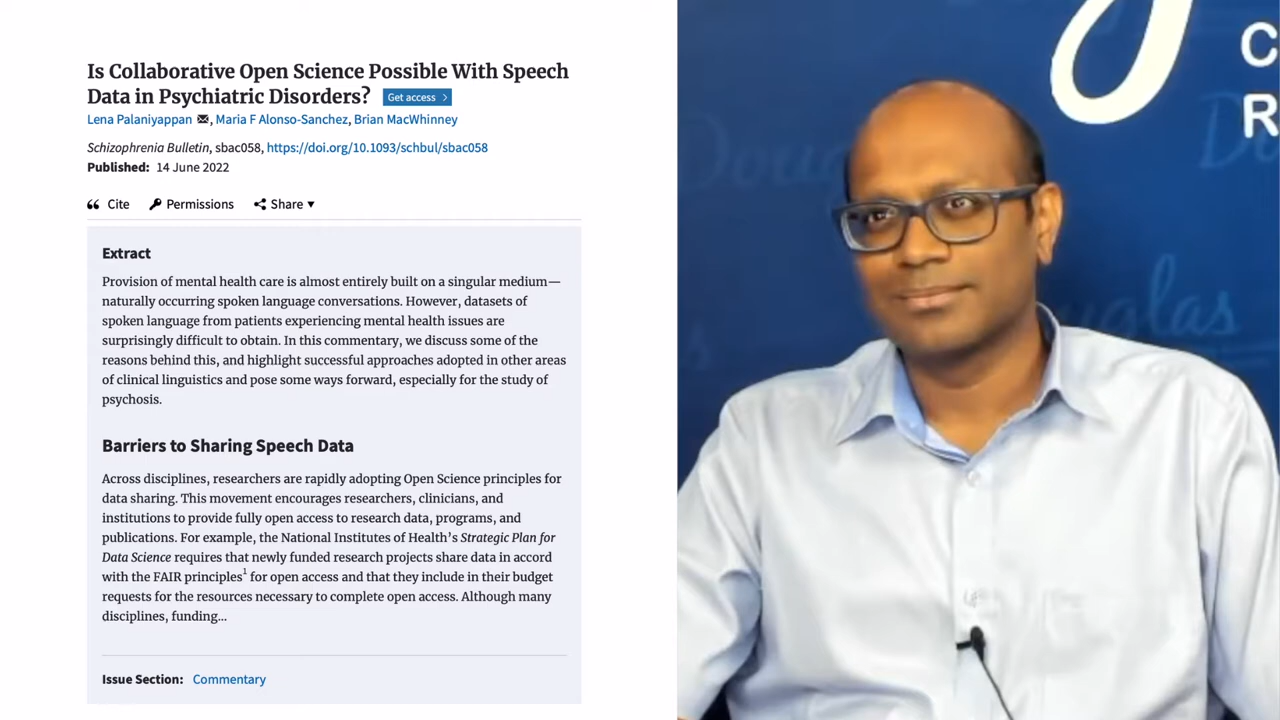 Is Collaborative Open Science Possible With Speech
Data in Psychiatric Disorders? Get access >
Lena Palaniyappan, Maria F Alonso-Sanchez, Brian MacWhinney
Schizophrenia Bulletin, sbac058, https://doi.org/10.1093/schbul/sbac058
Published: 14 June 2022
Cite Permissions Share ▼
Extract
Provision of mental health care is almost entirely built on a singular medium—
naturally occurring spoken language conversations. However, datasets of
spoken language from patients experiencing mental health issues are
surprisingly difficult to obtain. In this commentary, we discuss some of the
reasons behind this, and highlight successful approaches adopted in other areas
of clinical linguistics and pose some ways forward, especially for the study of
psychosis.
Barriers to Sharing Speech Data
Across disciplines, researchers are rapidly adopting Open Science principles for
data sharing. This movement encourages researchers, clinicians, and
institutions to provide fully open access to research data, programs, and
publications. For example, the National Institutes of Health’s Strategic Plan for
Data Science requires that newly funded research projects share data in accord
with the FAIR principles1 for open access and that they include in their budget
requests for the resources necessary to complete open access. Although many
disciplines, funding...
Issue Section: Commentary
C
R
Douglas
Do
uglas